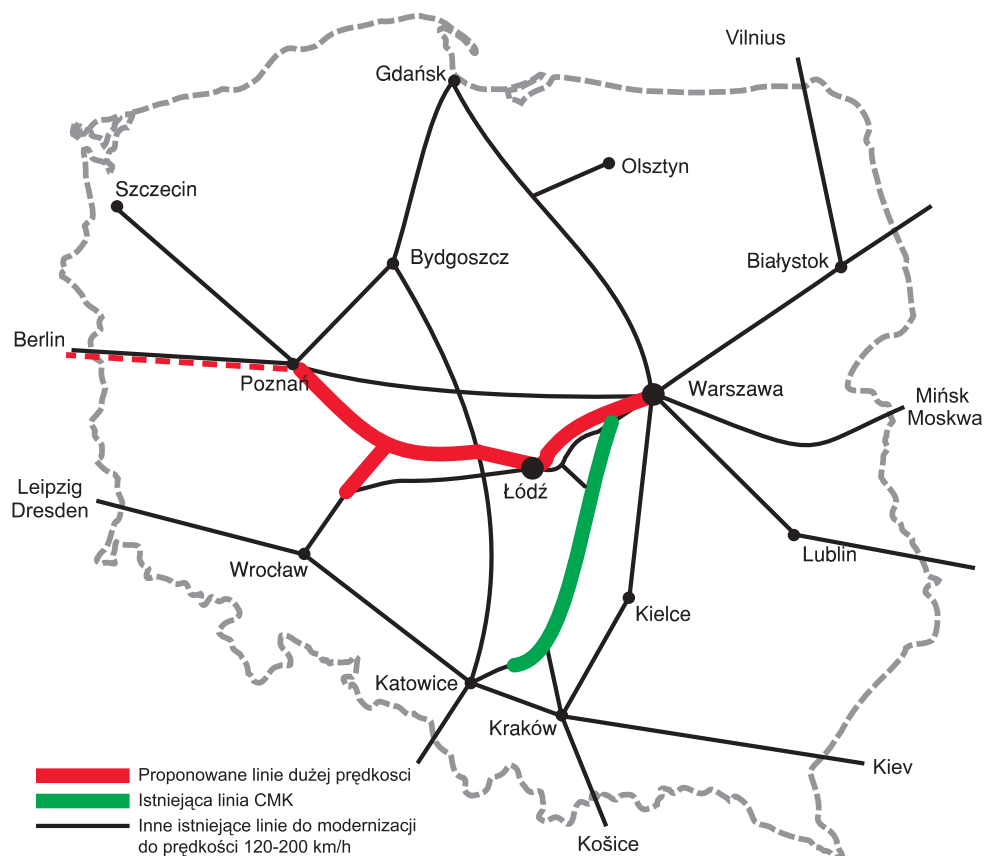 Vilnius
Gdańsk
Olsztyn
Szczecin
Bydgoszcz
Białystok
Berlin
Poznań
Warszawa
Mińsk
Moskwa
Leipzig
Dresden
Łódź
Wrocław
Lublin
Kielce
Katowice
Kraków
Kiev
Košice
Proponowane linie dużej prędkosci
Istniejąca linia CMK
Inne istniejące linie do modernizacji
do prędkości 120-200 km/h